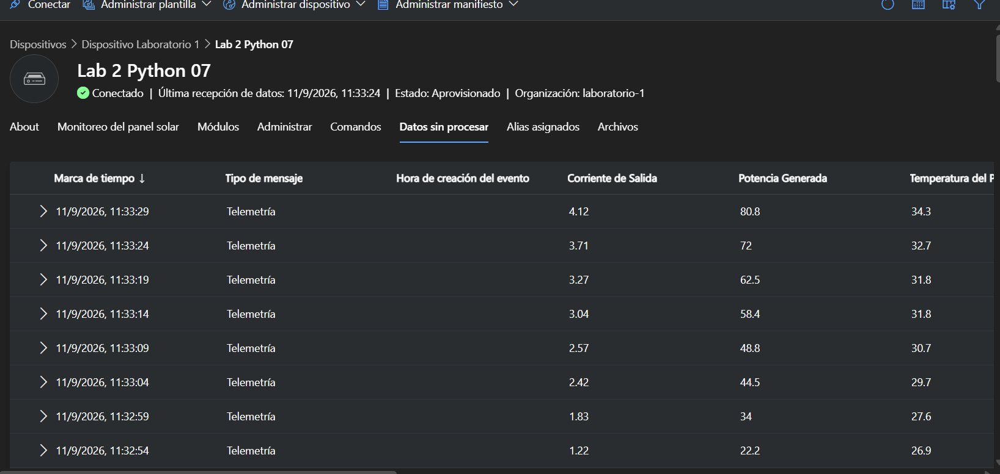 Conectar Administrar plantilla Administrar dispositivo Administrar manifiesto
Dispositivos > Dispositivo Laboratorio 1 > Lab 2 Python 07
Lab 2 Python 07
Conectado | Última recepción de datos: 11/9/2026, 11:33:24 | Estado: Aprovisionado | Organización: laboratorio-1
About Monitoreo del panel solar Módulos Administrar Comandos Datos sin procesar Alias asignados Archivos
Marca de tiempo ↓ Tipo de mensaje Hora de creación del evento Corriente de Salida Potencia Generada Temperatura del P
11/9/2026, 11:33:29 Telemetría 4.12 80.8 34.3
11/9/2026, 11:33:24 Telemetría 3.71 72 32.7
11/9/2026, 11:33:19 Telemetría 3.27 62.5 31.8
11/9/2026, 11:33:14 Telemetría 3.04 58.4 31.8
11/9/2026, 11:33:09 Telemetría 2.57 48.8 30.7
11/9/2026, 11:33:04 Telemetría 2.42 44.5 29.7
11/9/2026, 11:32:59 Telemetría 1.83 34 27.6
11/9/2026, 11:32:54 Telemetría 1.22 22.2 26.9